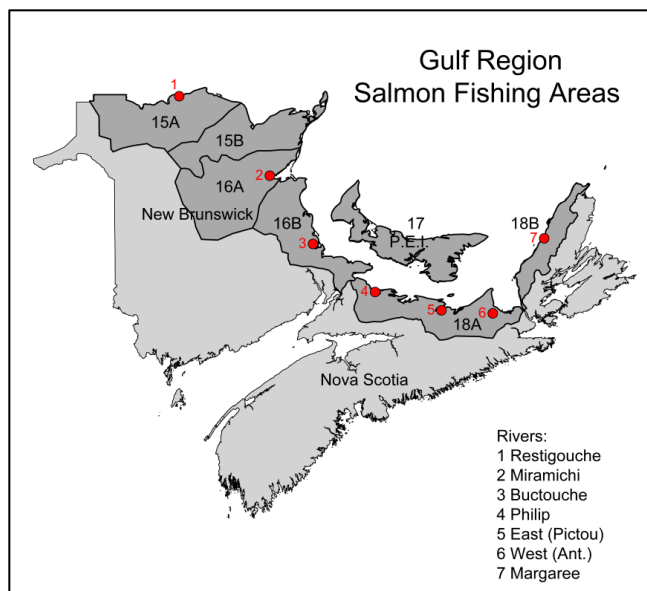 Gulf Region
Salmon Fishing Areas
1
15A
15B
2
16A
New Brunswick
16B
3
17
P.E.I.
18B
7
4
5
6
18A
Nova Scotia
Rivers:
1 Restigouche
2 Miramichi
3 Buctouche
4 Philip
5 East (Pictou)
6 West (Ant.)
7 Margaree